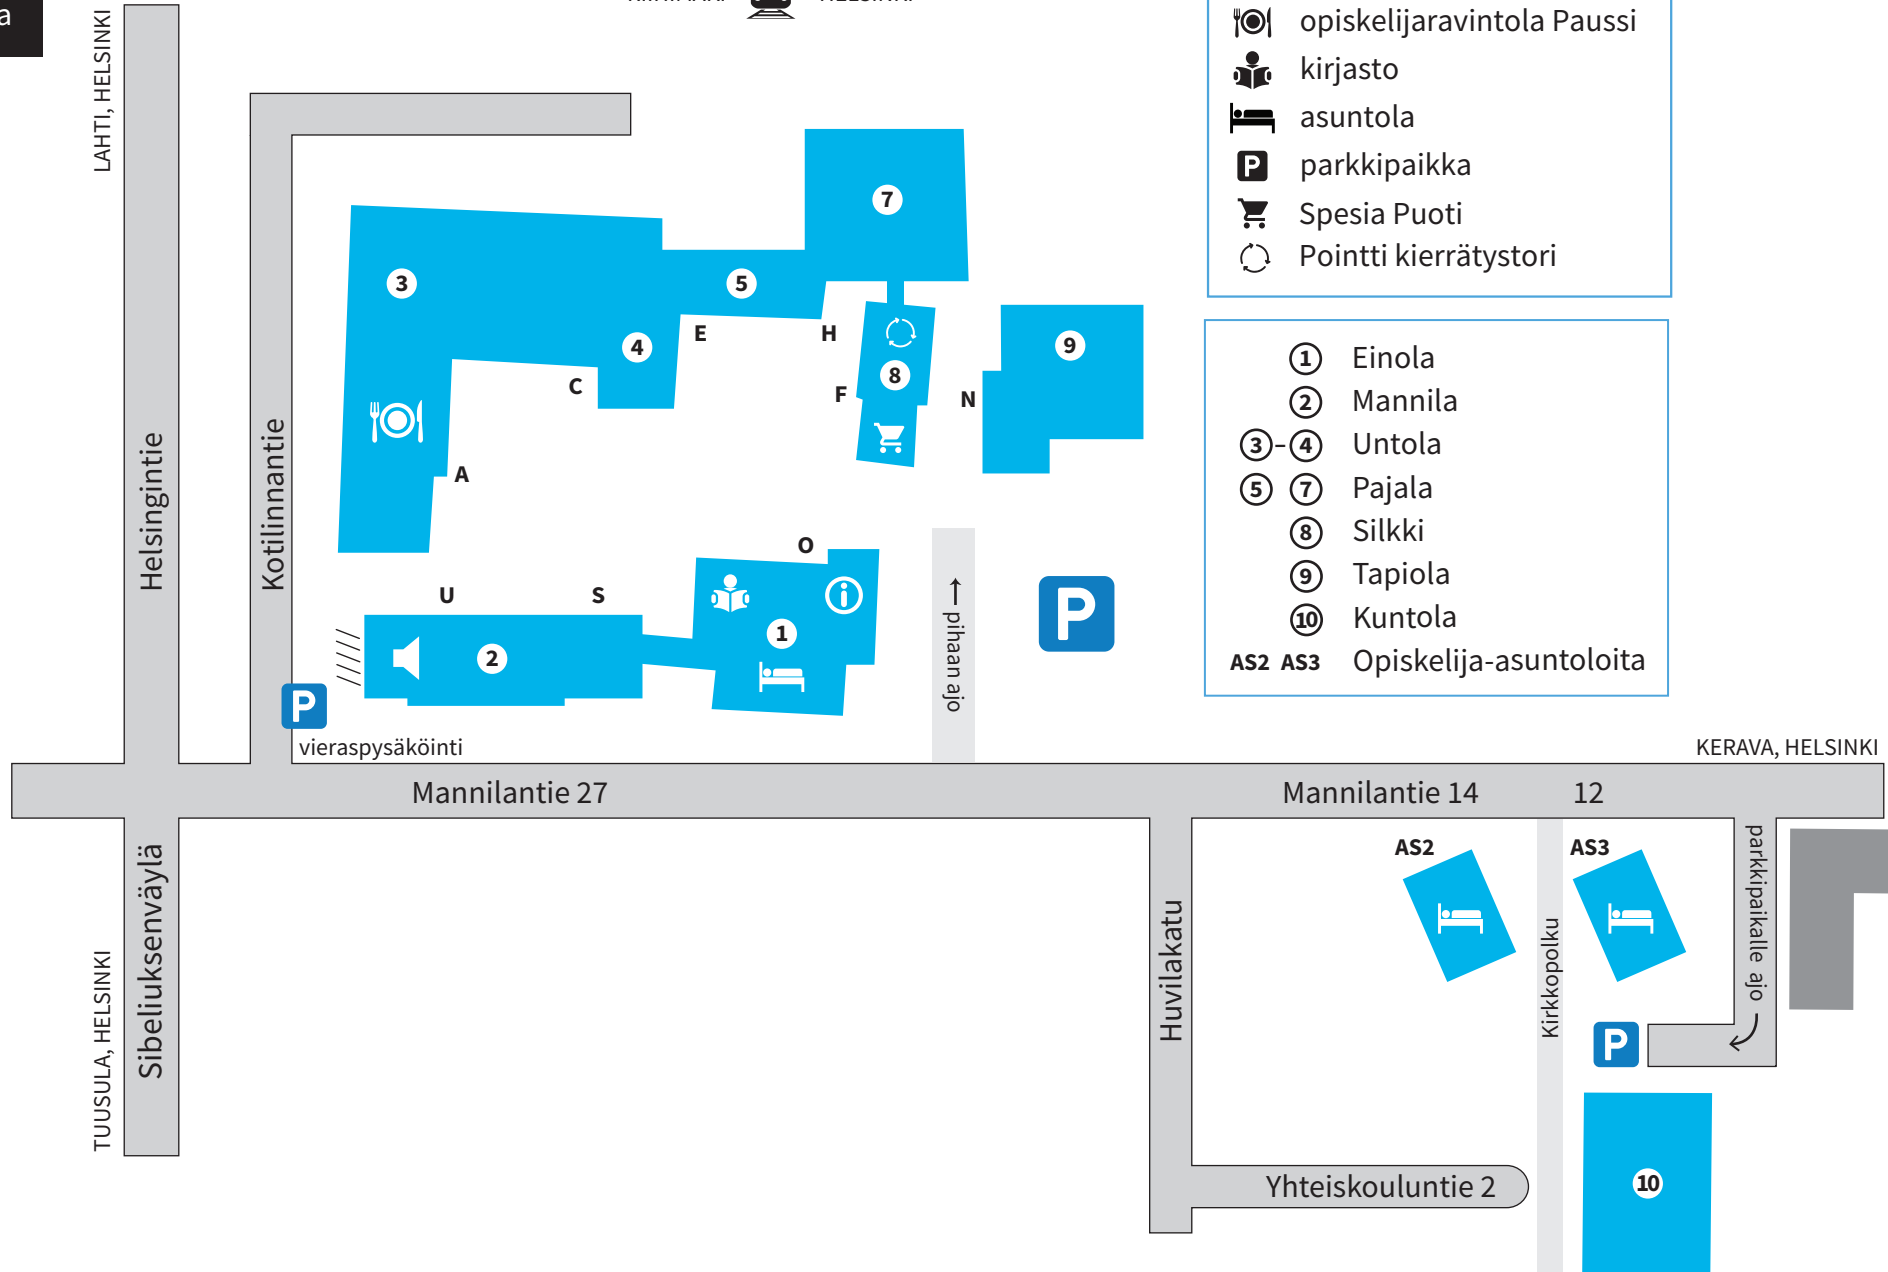 a
opiskelijaravintola Paussi
kirjasto
asuntola
P parkkipaikka
Spesia Puoti
Pointti kierrätystori
1 Einola
2 Mannila
3-4 Untola
5 7 Pajala
8 Silkki
9 Tapiola
10 Kuntola
AS2 AS3 Opiskelija-asuntoloita
LAHTI, HELSINKI
Helsingintie
Kotilinnantie
7
3
5
4
E
H
C
8
F
9
N
A
O
U
S
1
2
i
P
vieraspysäköinti
← pihaan ajo
P
KERAVA, HELSINKI
Mannilantie 27
Mannilantie 14
12
Sibeliuksenväylä
TUUSULA, HELSINKI
Huvilakatu
AS2
AS3
Kirkkopolku
parkkipaikalle ajo
P
Yhteiskouluntie 2
10